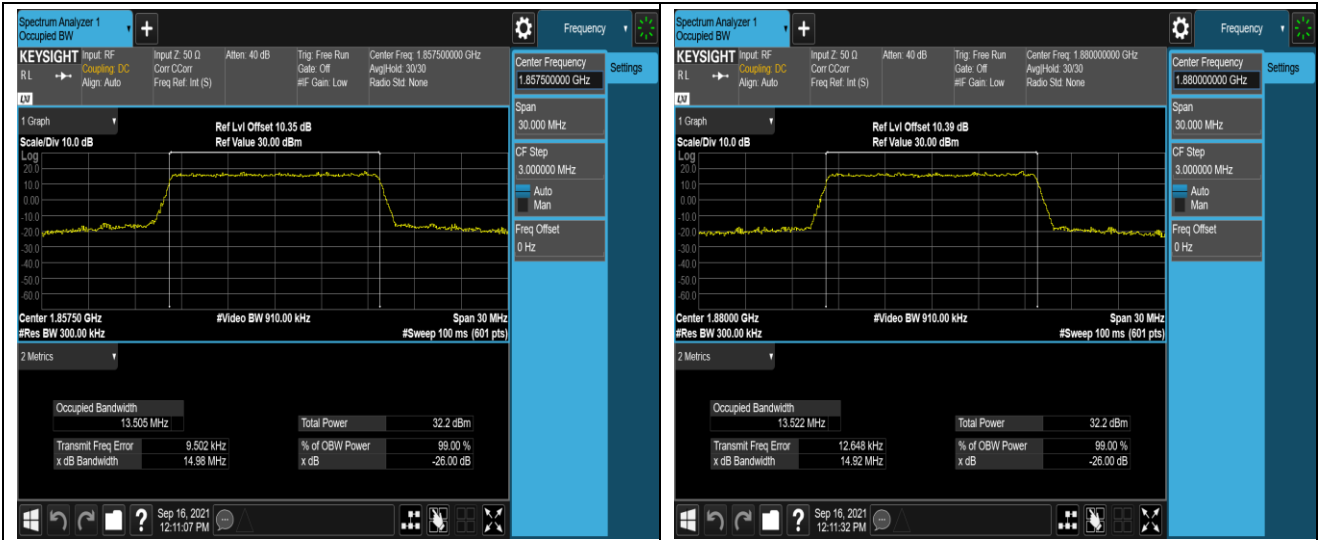 Spectrum Analyzer 1
Occupied BW
Frequency
KEYSIGHT
RL
LXI
Input: RF
Coupling: DC
Align: Auto
Input Z: 50 Ω
Corr CCorr
Freq Ref: Int (S)
Atten: 40 dB
Trig: Free Run
Gate: Off
#IF Gain: Low
Center Freq: 1.857500000 GHz
Avg|Hold: 30/30
Radio Std: None
Center Frequency
1.857500000 GHz
Settings
Span
30.000 MHz
CF Step
3.000000 MHz
Auto
Man
Freq Offset
0 Hz
1 Graph
Scale/Div 10.0 dB
Ref Lvl Offset 10.35 dB
Ref Value 30.00 dBm
Log
20.0
10.0
0.00
-10.0
-20.0
-30.0
-40.0
-50.0
-60.0
Center 1.85750 GHz
#Video BW 910.00 kHz
Span 30 MHz
#Res BW 300.00 kHz
#Sweep 100 ms (601 pts)
2 Metrics
Occupied Bandwidth
13.505 MHz
Total Power 32.2 dBm
Transmit Freq Error 9.502 kHz
% of OBW Power 99.00 %
x dB Bandwidth 14.98 MHz
x dB -26.00 dB
?
Sep 16, 2021
12:11:07 PM
Spectrum Analyzer 1
Occupied BW
Frequency
KEYSIGHT
RL
LXI
Input: RF
Coupling: DC
Align: Auto
Input Z: 50 Ω
Corr CCorr
Freq Ref: Int (S)
Atten: 40 dB
Trig: Free Run
Gate: Off
#IF Gain: Low
Center Freq: 1.880000000 GHz
Avg|Hold: 30/30
Radio Std: None
Center Frequency
1.880000000 GHz
Settings
Span
30.000 MHz
CF Step
3.000000 MHz
Auto
Man
Freq Offset
0 Hz
1 Graph
Scale/Div 10.0 dB
Ref Lvl Offset 10.39 dB
Ref Value 30.00 dBm
Log
20.0
10.0
0.00
-10.0
-20.0
-30.0
-40.0
-50.0
-60.0
Center 1.88000 GHz
#Video BW 910.00 kHz
Span 30 MHz
#Res BW 300.00 kHz
#Sweep 100 ms (601 pts)
2 Metrics
Occupied Bandwidth
13.522 MHz
Total Power 32.2 dBm
Transmit Freq Error 12.648 kHz
% of OBW Power 99.00 %
x dB Bandwidth 14.92 MHz
x dB -26.00 dB
?
Sep 16, 2021
12:11:32 PM